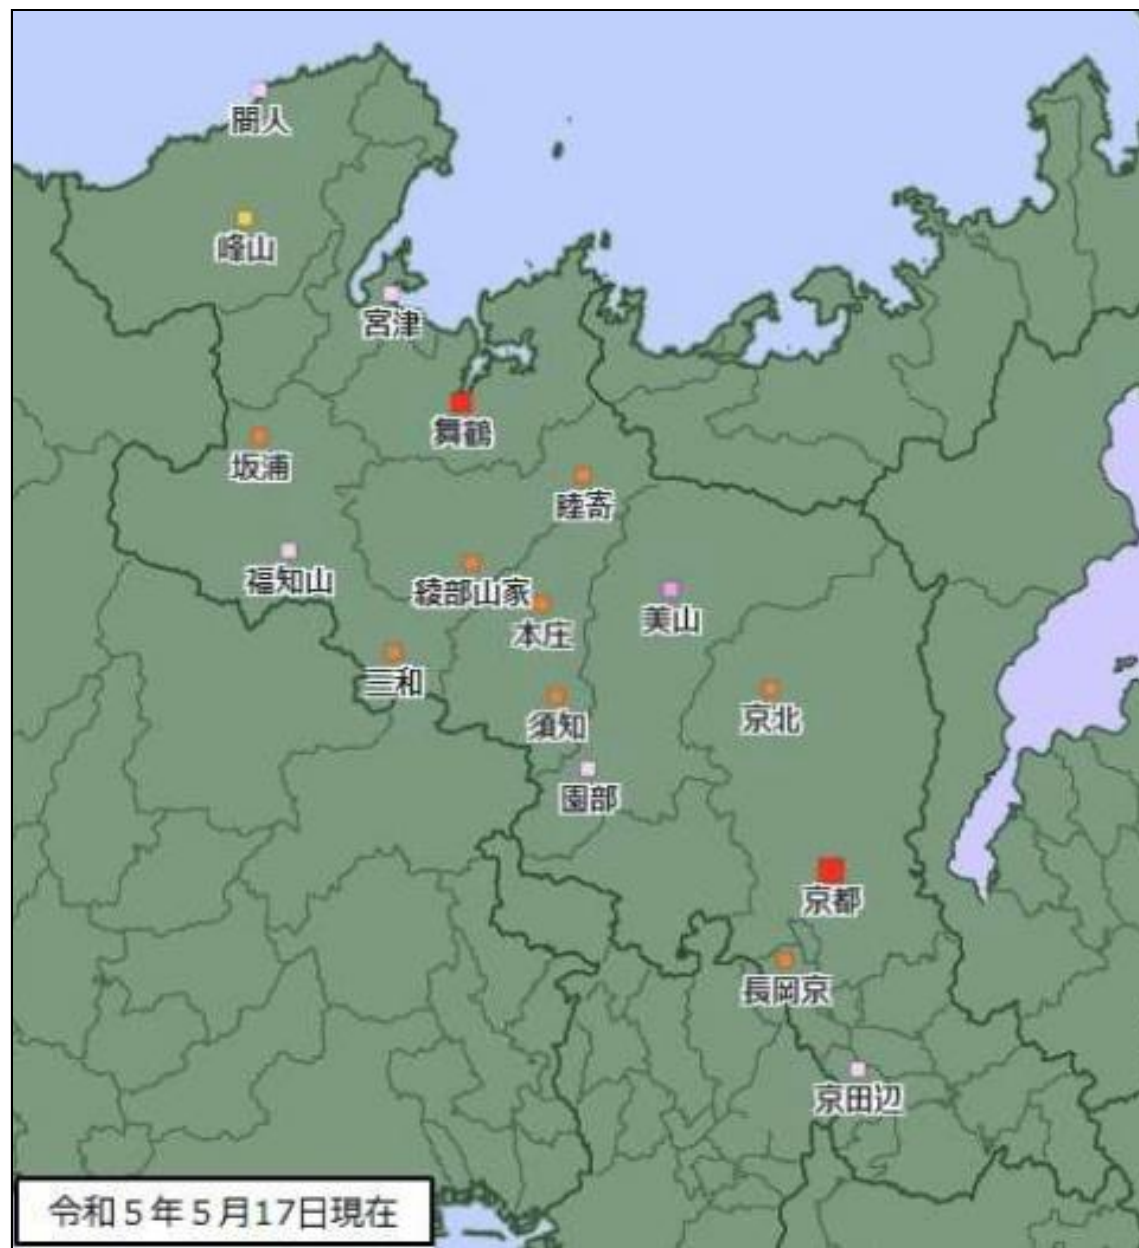 間人
峰山
宮津
舞鶴
坂浦
睦寄
福知山
綾部山家
美山
本庄
三和
須知
京北
園部
京都
長岡京
京田辺
令和５年５月17日現在